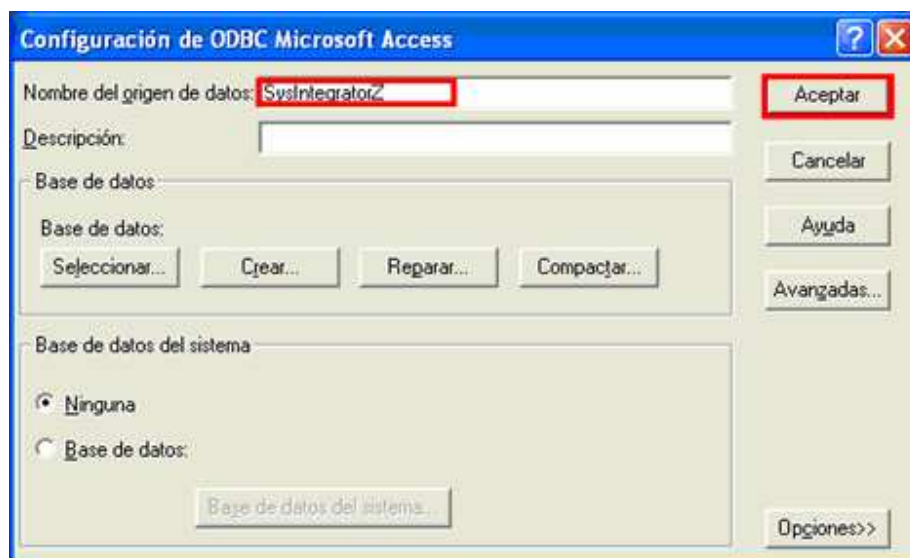 Configuración de ODBC Microsoft Access
Nombre del origen de datos: SysIntegratorZ
Aceptar
Descripción:
Cancelar
Base de datos
Base de datos:
Ayuda
Seleccionar... Crear... Reparar... Compactar...
Avanzadas...
Base de datos del sistema
Ninguna
Base de datos:
Base de datos del sistema...
Opciones>>